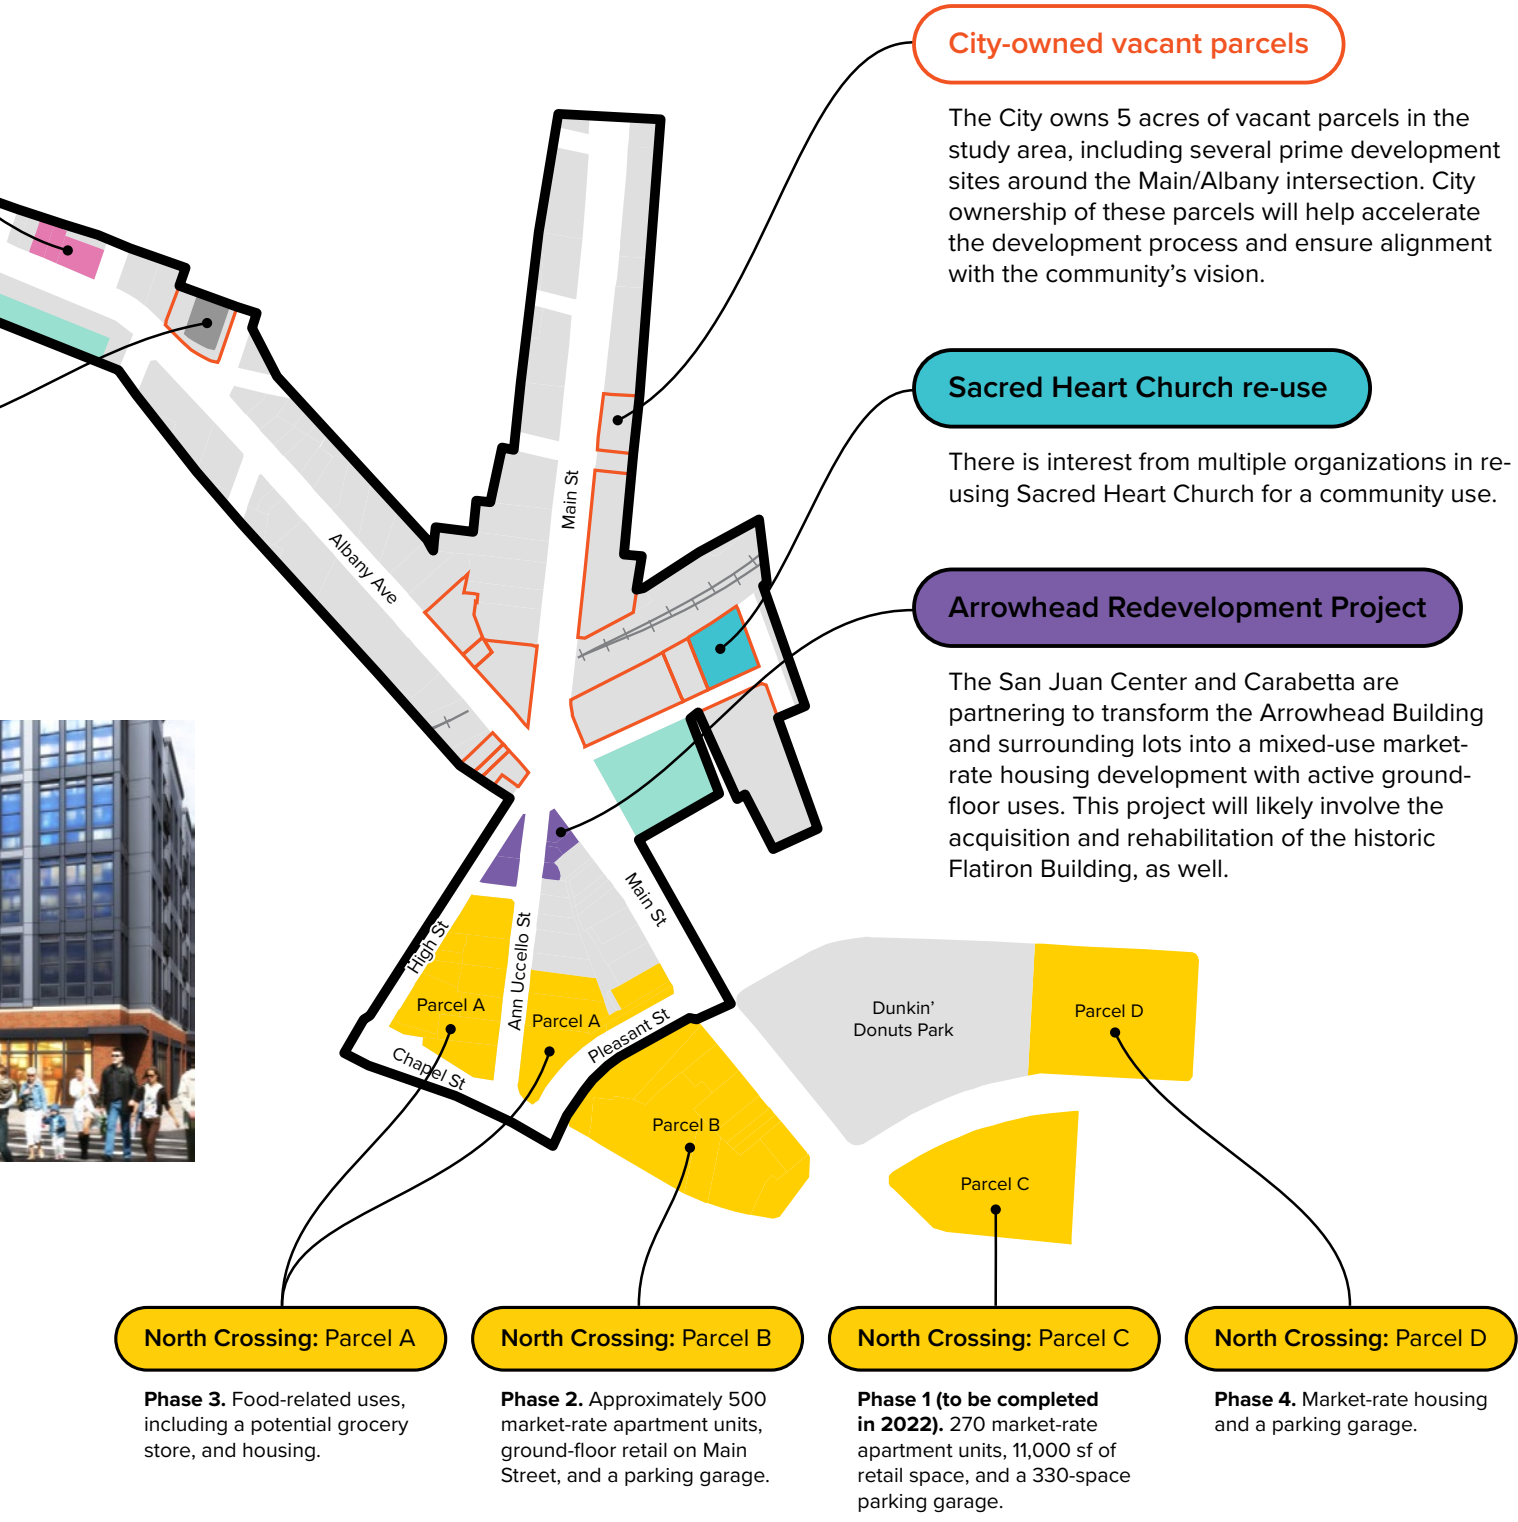 City-owned vacant parcels
The City owns 5 acres of vacant parcels in the
study area, including several prime development
sites around the Main/Albany intersection. City
ownership of these parcels will help accelerate
the development process and ensure alignment
with the community’s vision.
Sacred Heart Church re-use
There is interest from multiple organizations in re-
using Sacred Heart Church for a community use.
Arrowhead Redevelopment Project
The San Juan Center and Carabetta are
partnering to transform the Arrowhead Building
and surrounding lots into a mixed-use market-
rate housing development with active ground-
floor uses. This project will likely involve the
acquisition and rehabilitation of the historic
Flatiron Building, as well.
Main St
Albany Ave
Main St
High St
Ann Uccello St
Parcel A
Parcel A
Pleasant St
Chapel St
Dunkin’
Donuts Park
Parcel D
Parcel B
Parcel C
North Crossing: Parcel A
Phase 3. Food-related uses,
including a potential grocery
store, and housing.
North Crossing: Parcel B
Phase 2. Approximately 500
market-rate apartment units,
ground-floor retail on Main
Street, and a parking garage.
North Crossing: Parcel C
Phase 1 (to be completed
in 2022). 270 market-rate
apartment units, 11,000 sf of
retail space, and a 330-space
parking garage.
North Crossing: Parcel D
Phase 4. Market-rate housing
and a parking garage.